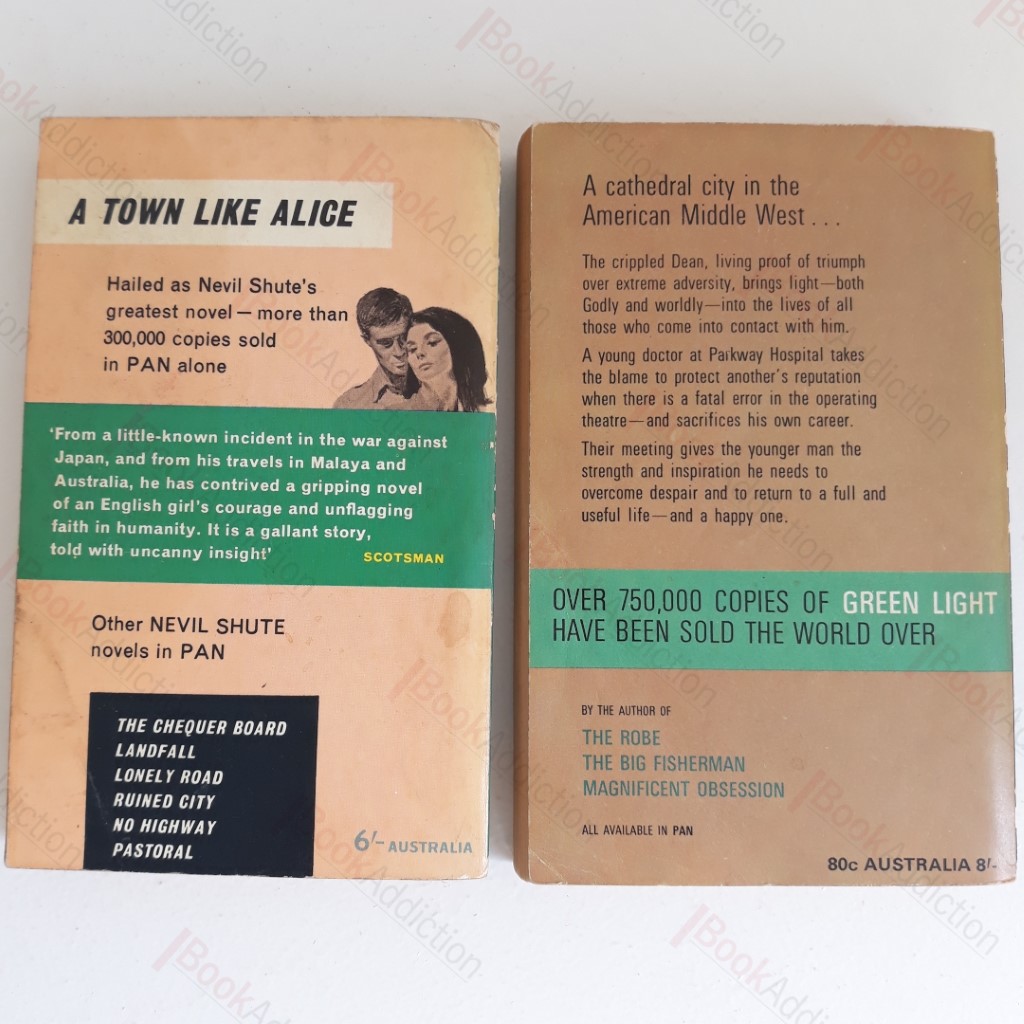 A TOWN LIKE ALICE
Hailed as Nevil Shute's
greatest novel — more than
300,000 copies sold
in PAN alone
'From a little-known incident in the war against
Japan, and from his travels in Malaya and
Australia, he has contrived a gripping novel
of an English girl's courage and unflagging
faith in humanity. It is a gallant story,
told with uncanny insight'
SCOTSMAN
Other NEVIL SHUTE
novels in PAN
THE CHEQUER BOARD
LANDFALL
LONELY ROAD
RUINED CITY
NO HIGHWAY
PASTORAL
6/- AUSTRALIA
A cathedral city in the
American Middle West . . .
The crippled Dean, living proof of triumph
over extreme adversity, brings light—both
Godly and worldly—into the lives of all
those who come into contact with him.
A young doctor at Parkway Hospital takes
the blame to protect another's reputation
when there is a fatal error in the operating
theatre—and sacrifices his own career.
Their meeting gives the younger man the
strength and inspiration he needs to
overcome despair and to return to a full and
useful life—and a happy one.
OVER 750,000 COPIES OF GREEN LIGHT
HAVE BEEN SOLD THE WORLD OVER
BY THE AUTHOR OF
THE ROBE
THE BIG FISHERMAN
MAGNIFICENT OBSESSION
ALL AVAILABLE IN PAN
80c AUSTRALIA 8/-
BookAddiction